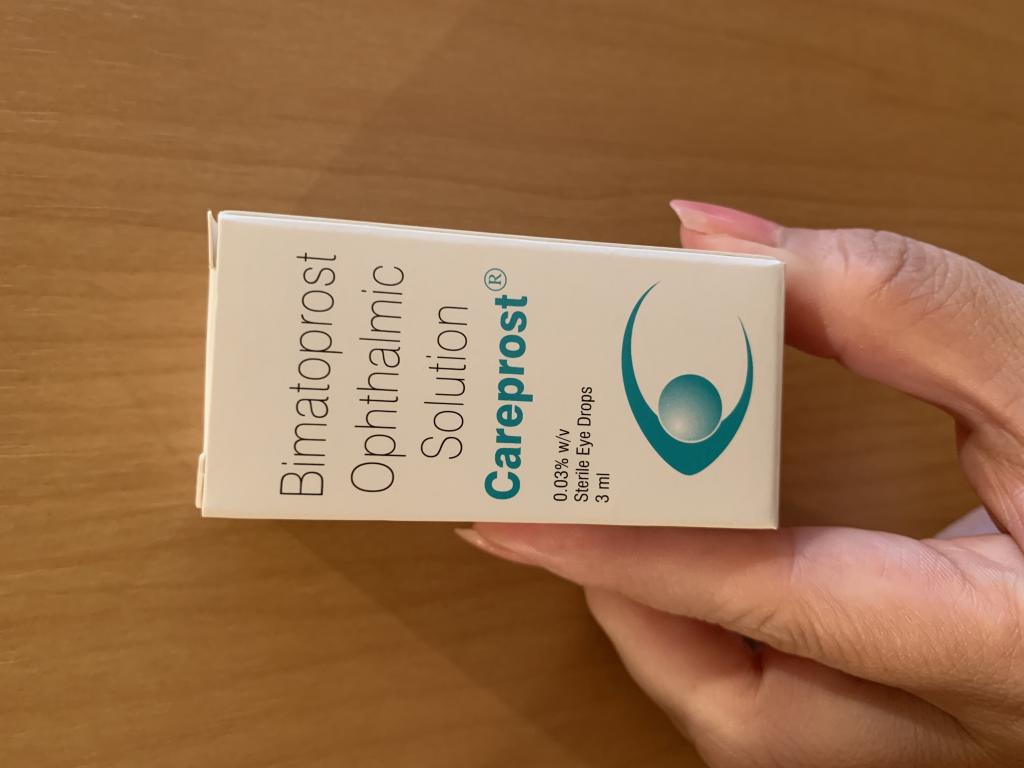 Bimatoprost
Ophthalmic
Solution
Careprost®
0.03% w/v
Sterile Eye Drops
3 ml